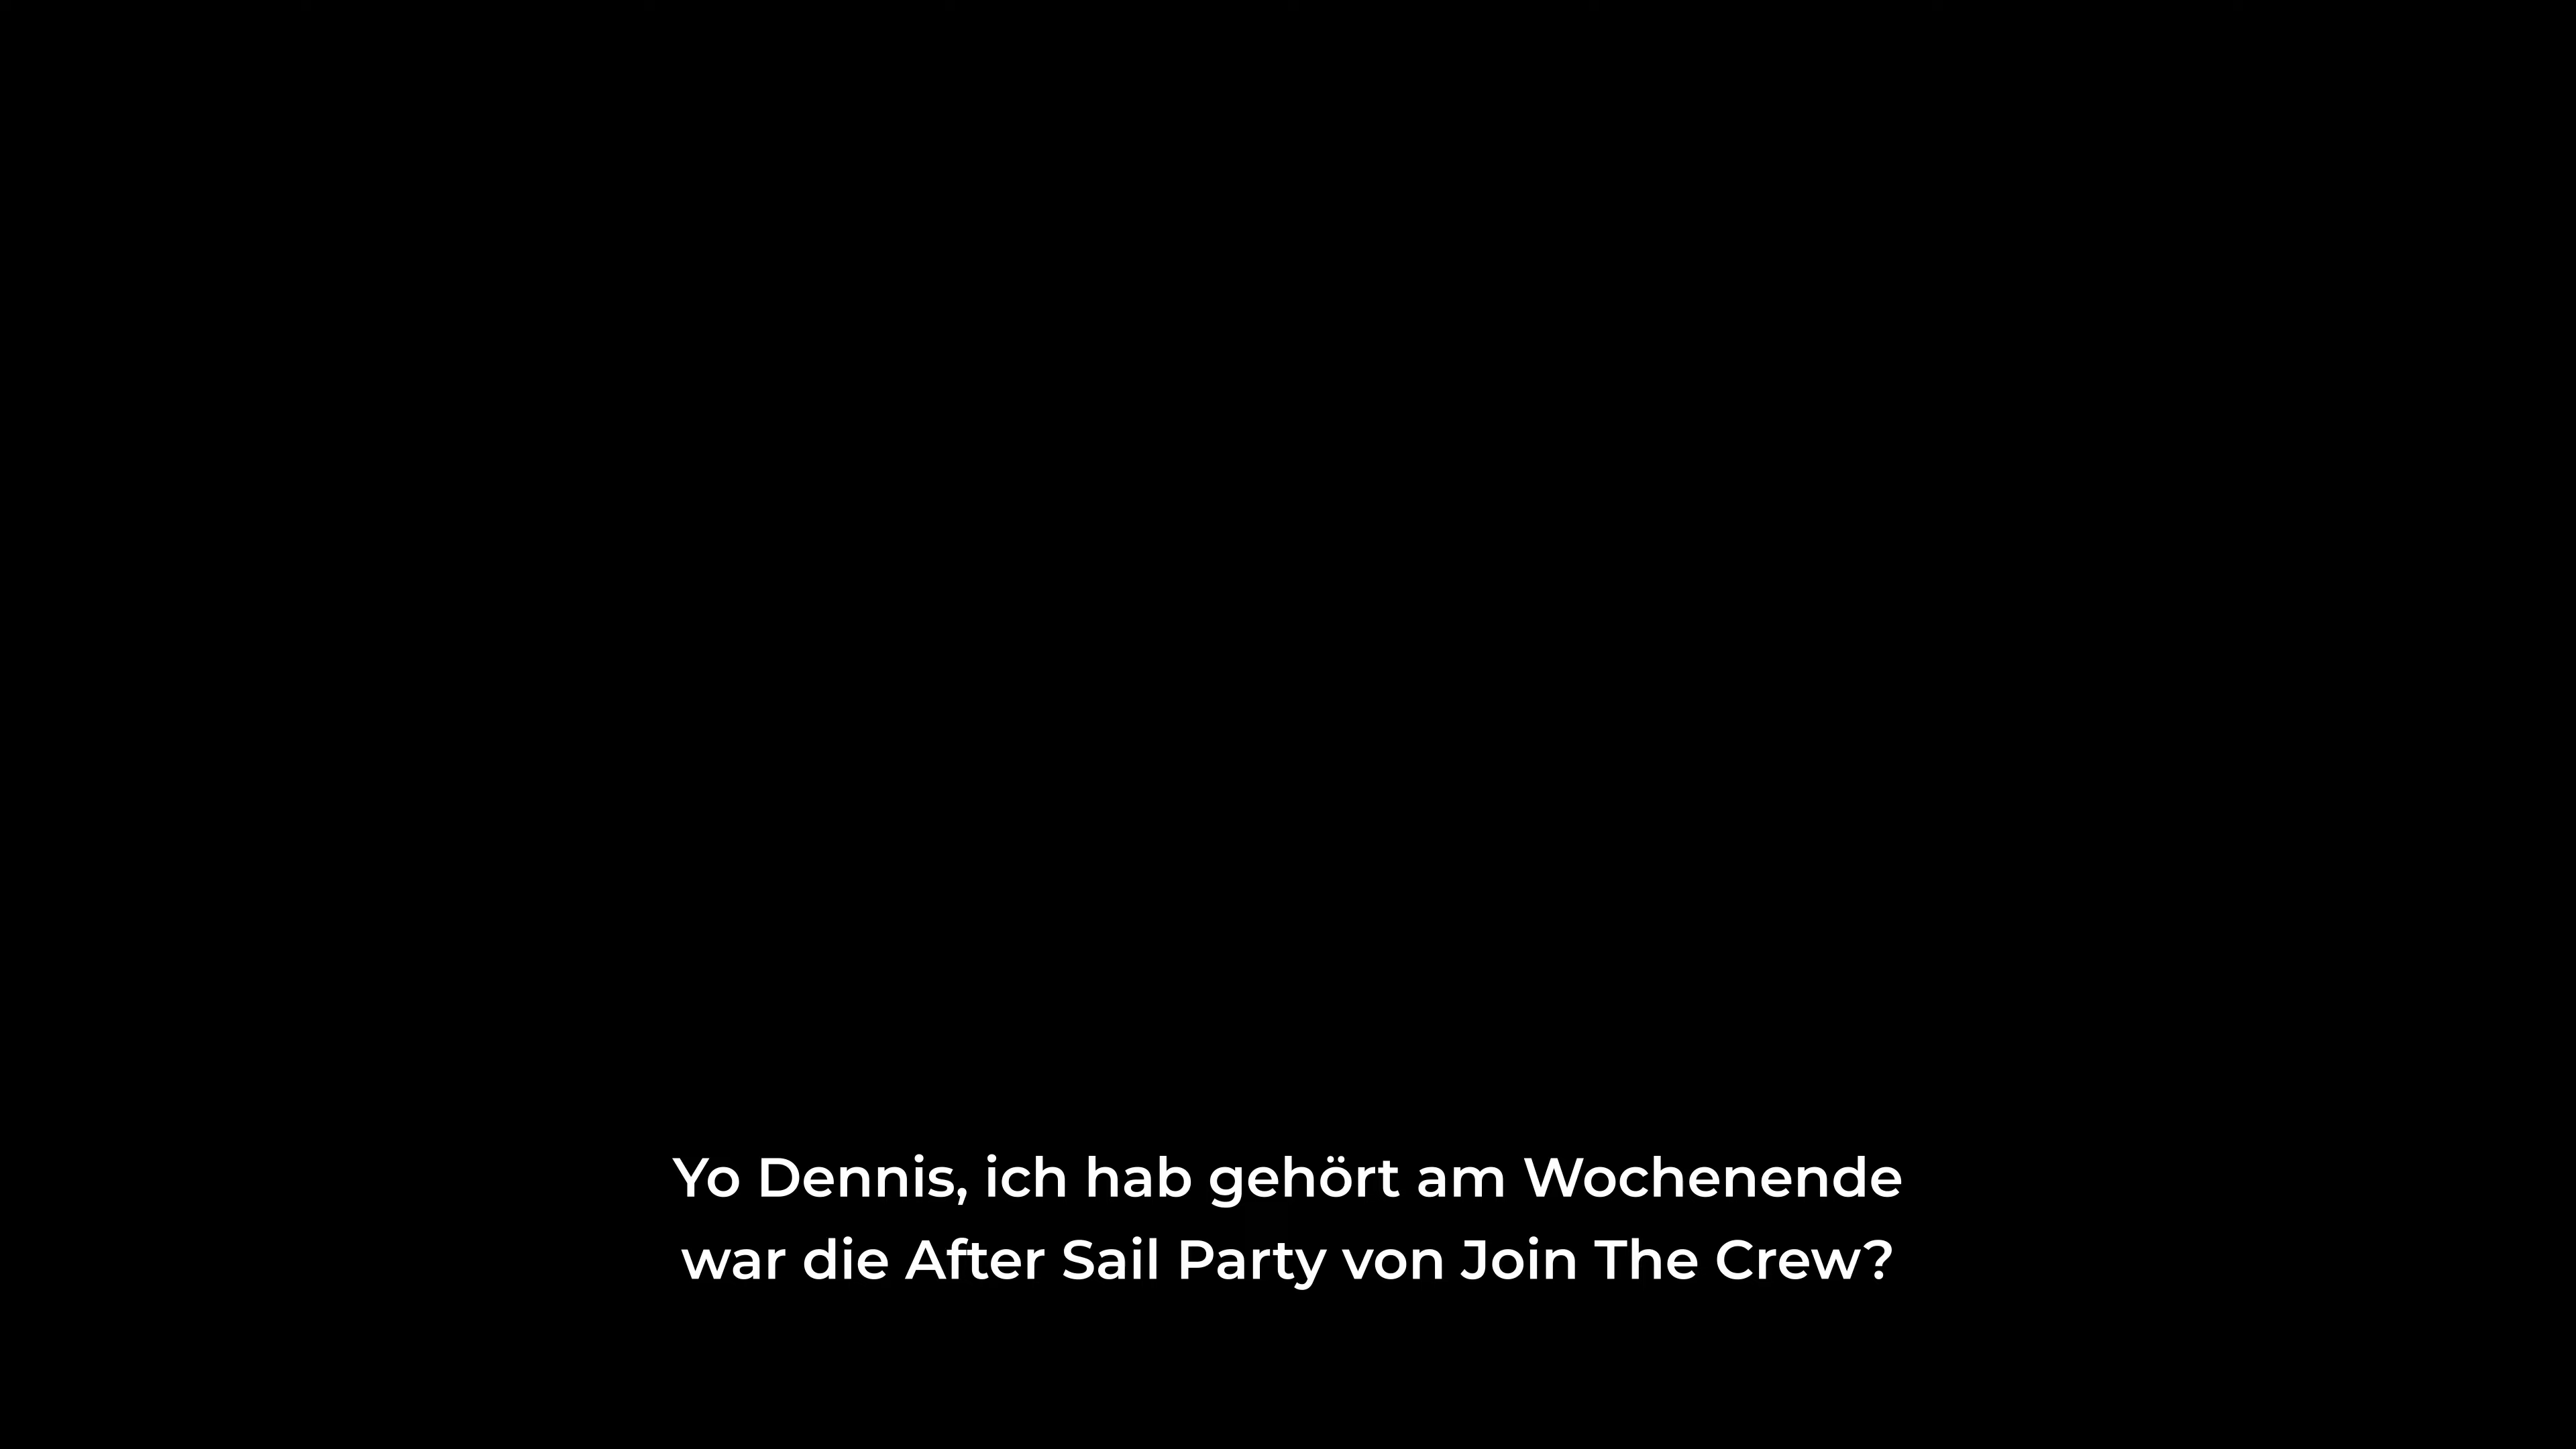 Yo Dennis, ich hab gehört am Wochenende
war die After Sail Party von Join The Crew?